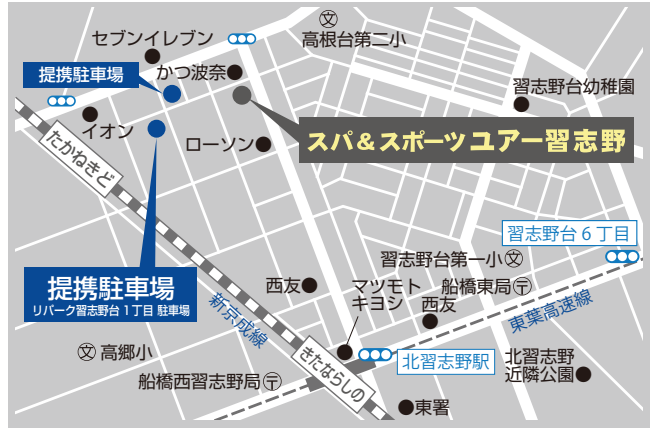 セブンイレブン
文
高根台第二小
提携駐車場
かつ波奈
習志野台幼稚園
イオン
ローソン
スパ&スポーツユアー習志野
たかねきど
習志野台6丁目
提携駐車場
リパーク習志野台1丁目 駐車場
習志野台第一小文
西友
マツモト
キヨシ
船橋東局〒
西友
新京成線
東葉高速線
文高郷小
きたならしの
北習志野駅
北習志野
近隣公園
船橋西習志野局〒
東署